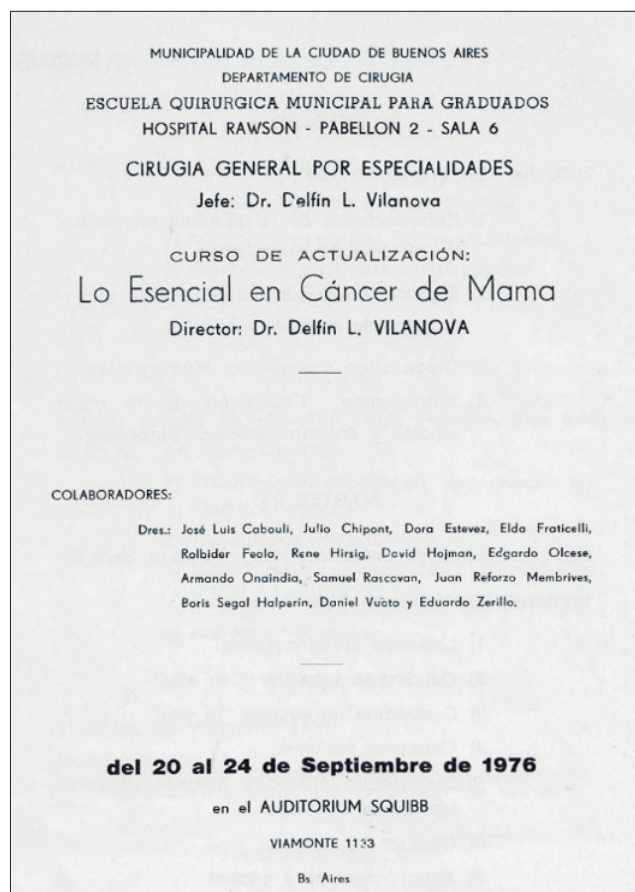 MUNICIPALIDAD DE LA CIUDAD DE BUENOS AIRES
DEPARTAMENTO DE CIRUGIA
ESCUELA QUIRURGICA MUNICIPAL PARA GRADUADOS
HOSPITAL RAWSON - PABELLON 2 - SALA 6
CIRUGIA GENERAL POR ESPECIALIDADES
Jefe: Dr. Delfín L. Vilanova
CURSO DE ACTUALIZACIÓN:
Lo Esencial en Cáncer de Mama
Director: Dr. Delfín L. VILANOVA
COLABORADORES:
Dres.: José Luis Cabouli, Julio Chipont, Dora Estevez, Elda Fraticelli,
Rolbider Feola, Rene Hirsig, David Hojman, Edgardo Olcese,
Armando Onaindia, Samuel Rascovan, Juan Reforzo Membrives,
Boris Segal Halperin, Daniel Vuoto y Eduardo Zerillo.
del 20 al 24 de Septiembre de 1976
en el AUDITORIUM SQUIBB
VIAMONTE
Bs. Aires